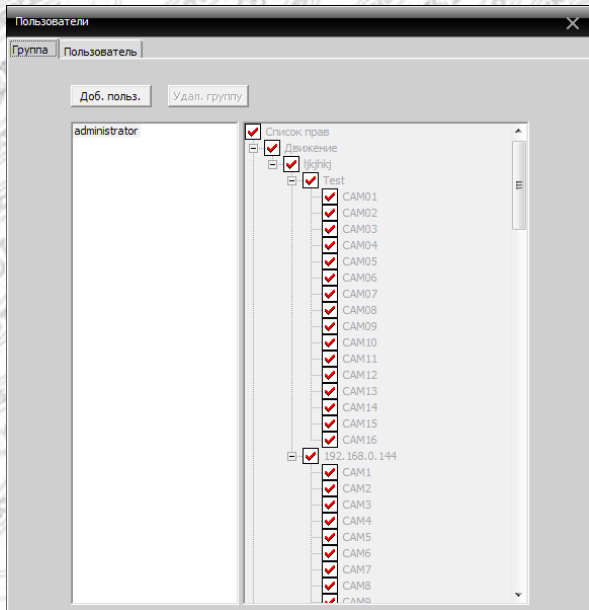 Пользователи
Группа Пользователь
Доб. польз. Удал. группу
administrator
Список прав
Движение
ljkjhkj
Test
CAM01
CAM02
CAM03
CAM04
CAM05
CAM06
CAM07
CAM08
CAM09
CAM10
CAM11
CAM12
CAM13
CAM14
CAM15
CAM16
192.168.0.144
CAM1
CAM2
CAM3
CAM4
CAM5
CAM6
CAM7
CAM8
CAM9